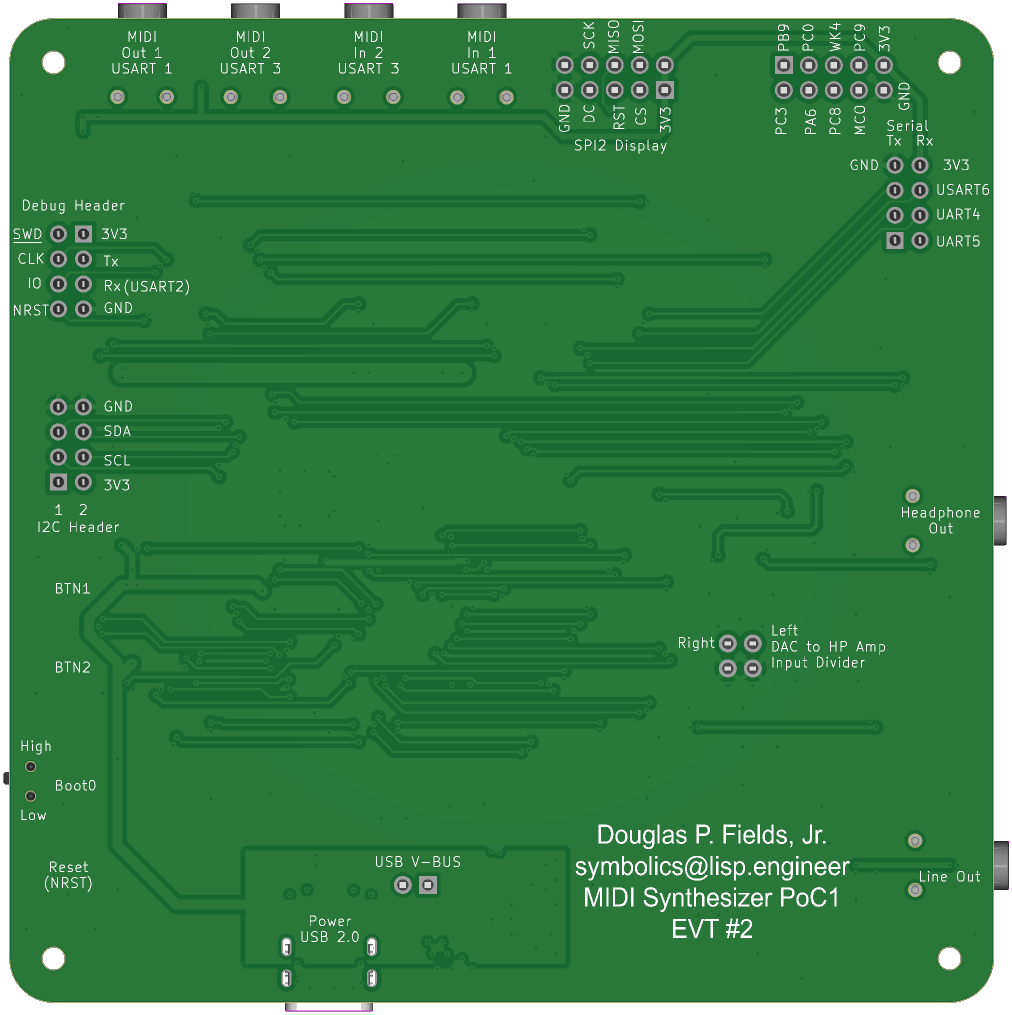 MIDI
Out 1
USART 1
MIDI
Out 2
USART 3
MIDI
In 2
USART 3
MIDI
In 1
USART 1
SCK
MISO
MOSI
GND
DC
RST
CS
3V3
SPI2 Display
PB9
PC0
WK4
PC9
3V3
PC3
PA6
PC8
MCO
GND
Serial
Tx Rx
GND 3V3
USART6
UART4
UART5
Debug Header
SWD 3V3
CLK Tx
IO Rx(USART2)
NRST GND
GND
SDA
SCL
3V3
1 2
I2C Header
Headphone
Out
BTN1
BTN2
Right
Left
DAC to HP Amp
Input Divider
High
Boot0
Low
Reset
(NRST)
USB V-BUS
Power
USB 2.0
Douglas P. Fields, Jr.
symbolics@lisp.engineer
MIDI Synthesizer PoC1
EVT #2
Line Out